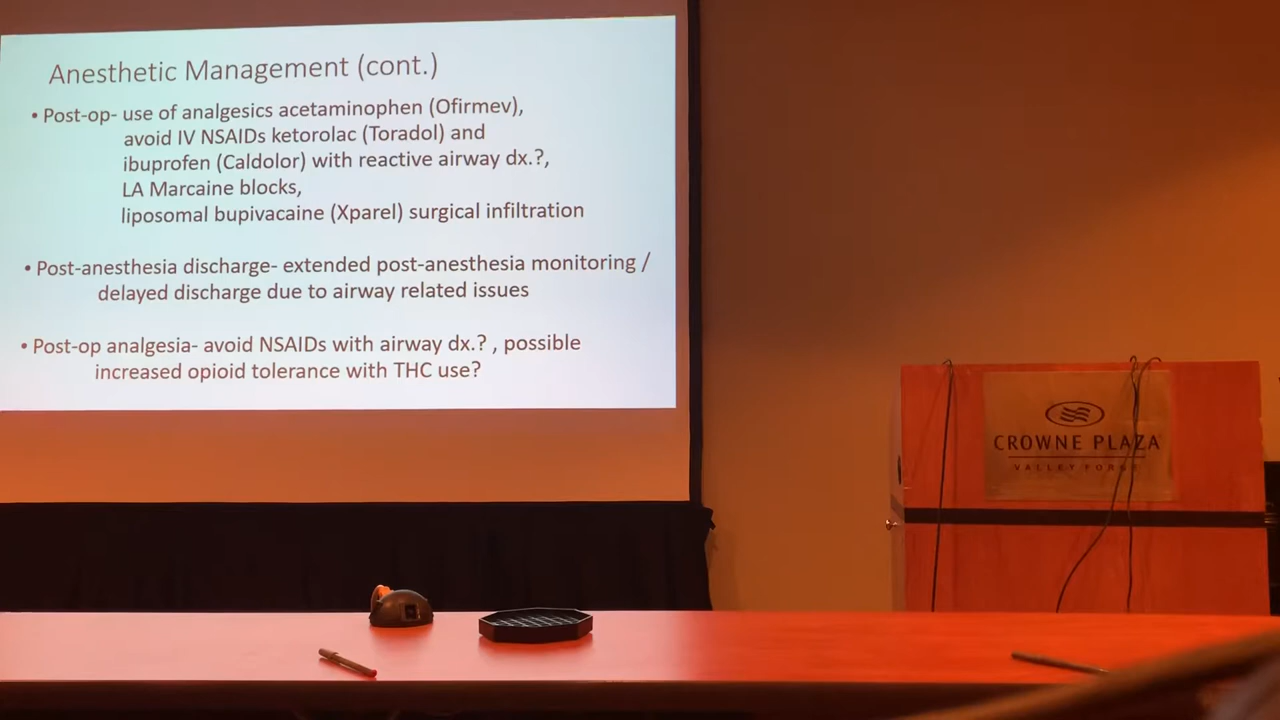 Anesthetic Management (cont.)
• Post-op- use of analgesics acetaminophen (Ofirmev),
avoid IV NSAIDs ketorolac (Toradol) and
ibuprofen (Caldolor) with reactive airway dx.?,
LA Marcaine blocks,
liposomal bupivacaine (Xparel) surgical infiltration
• Post-anesthesia discharge- extended post-anesthesia monitoring /
delayed discharge due to airway related issues
• Post-op analgesia- avoid NSAIDs with airway dx.? , possible
increased opioid tolerance with THC use?
CROWNE PLAZA
VALLEY FORGE